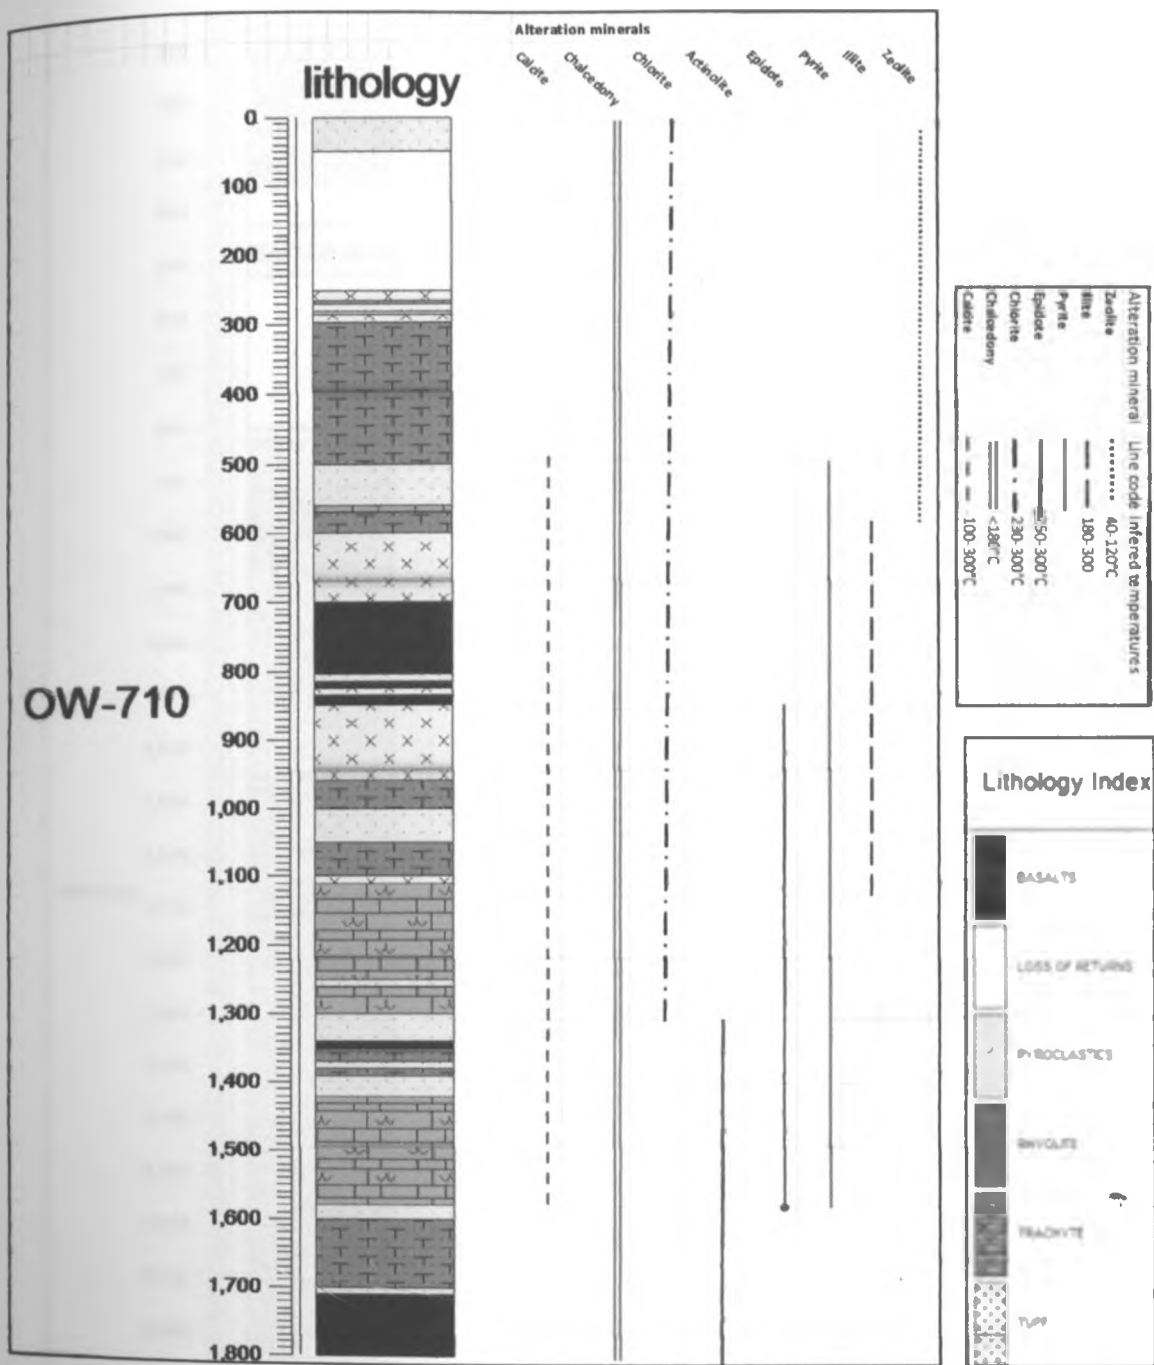 Alteration minerals
Calcite
Chalcedony
Chlorite
Actinolite
Epidote
Pyrite
Illite
Zeolite
lithology
0
100
200
300
400
500
600
700
800
OW-710
900
1,000
1,100
1,200
1,300
1,400
1,500
1,600
1,700
1,800
Alteration mineral Line code Infered temperatures
Zeolite 40-120°C
Illite 180-300
Pyrite
Epidote 250-300°C
Chlorite 230-300°C
Chalcedony <180°C
Calcite 100-300°C
Lithology Index
BASALTS
LOSS OF RETURNS
PYROCLASTICS
RHYOLITE
TRACHYTE
TUFF